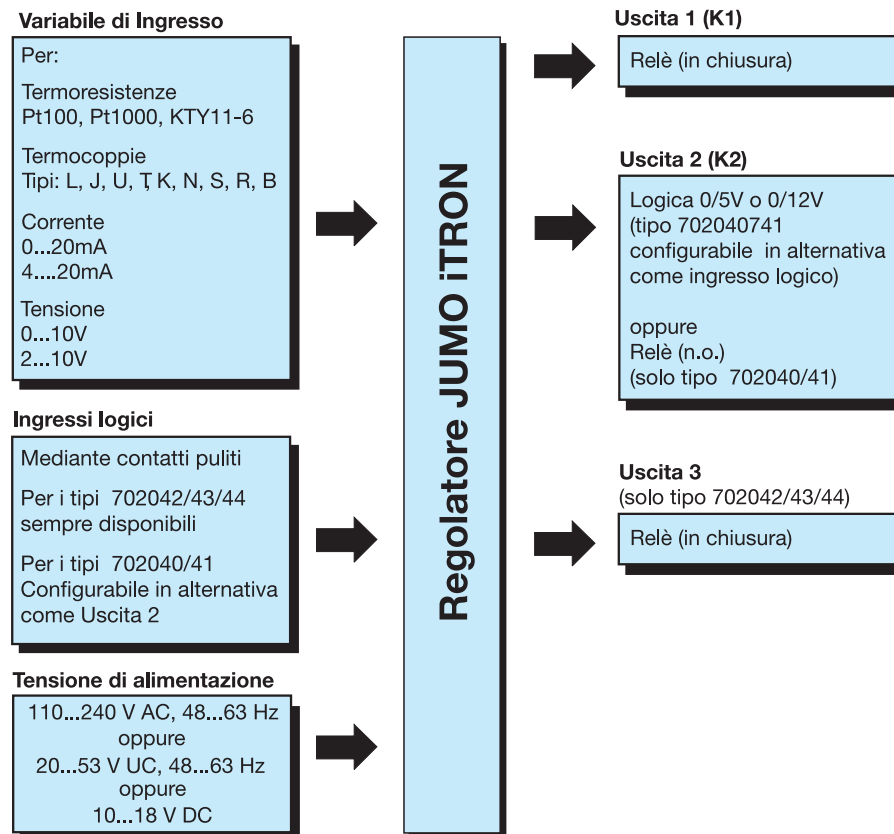 Variabile di Ingresso
Per:
Termoresistenze
Pt100, Pt1000, KTY11-6
Termocoppie
Tipi: L, J, U, T, K, N, S, R, B
Corrente
0...20mA
4....20mA
Tensione
0...10V
2...10V
Ingressi logici
Mediante contatti puliti
Per i tipi 702042/43/44
sempre disponibili
Per i tipi 702040/41
Configurabile in alternativa
come Uscita 2
Tensione di alimentazione
110...240 V AC, 48...63 Hz
oppure
20...53 V UC, 48...63 Hz
oppure
10...18 V DC
Regolatore JUMO iTRON
Uscita 1 (K1)
Relè (in chiusura)
Uscita 2 (K2)
Logica 0/5V o 0/12V
(tipo 702040741
configurabile in alternativa
come ingresso logico)
oppure
Relè (n.o.)
(solo tipo 702040/41)
Uscita 3
(solo tipo 702042/43/44)
Relè (in chiusura)